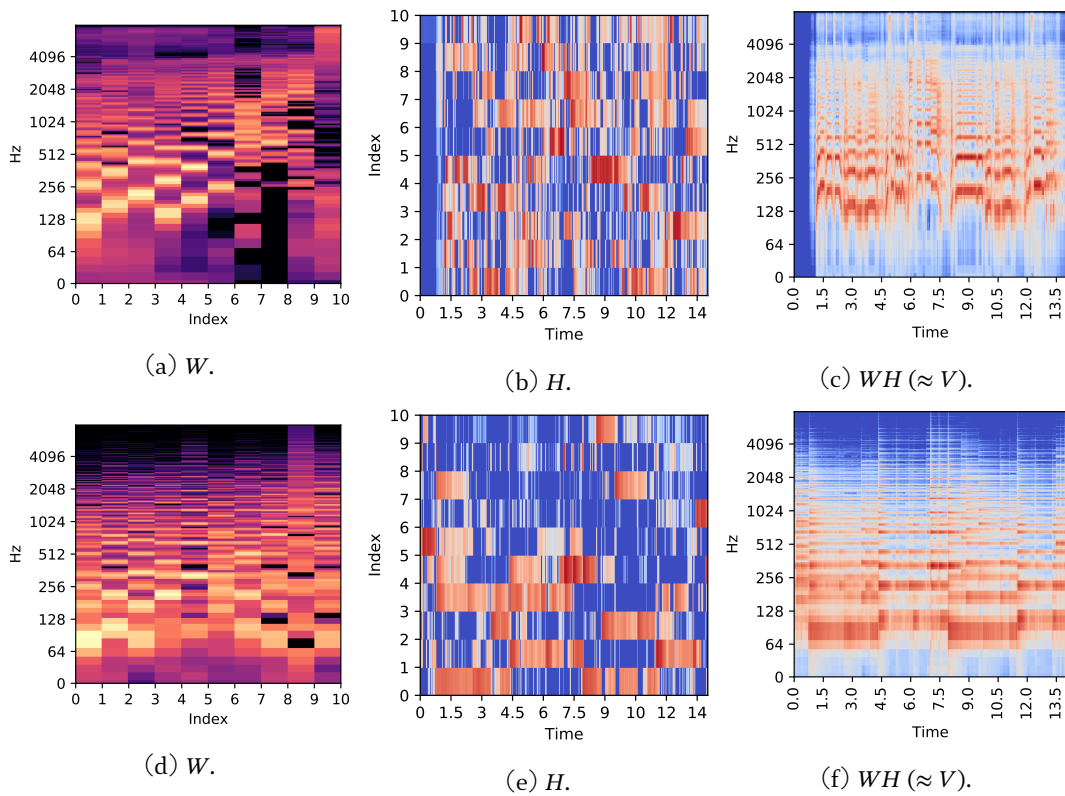 4096
2048
1024
512
256
128
64
0
Hz
0 1 2 3 4 5 6 7 8 9 10
Index
(a) W.
10
9
8
7
6
5
4
3
2
1
0
Index
0 1.5 3 4.5 6 7.5 9 10 12 14
Time
(b) H.
4096
2048
1024
512
256
128
64
0
Hz
0.0 1.5 3.0 4.5 6.0 7.5 9.0 10.5 12.0 13.5
Time
(c) WH (≈ V).
4096
2048
1024
512
256
128
64
0
Hz
0 1 2 3 4 5 6 7 8 9 10
Index
(d) W.
10
9
8
7
6
5
4
3
2
1
0
Index
0 1.5 3 4.5 6 7.5 9 10 12 14
Time
(e) H.
4096
2048
1024
512
256
128
64
0
Hz
0.0 1.5 3.0 4.5 6.0 7.5 9.0 10.5 12.0 13.5
Time
(f) WH (≈ V).